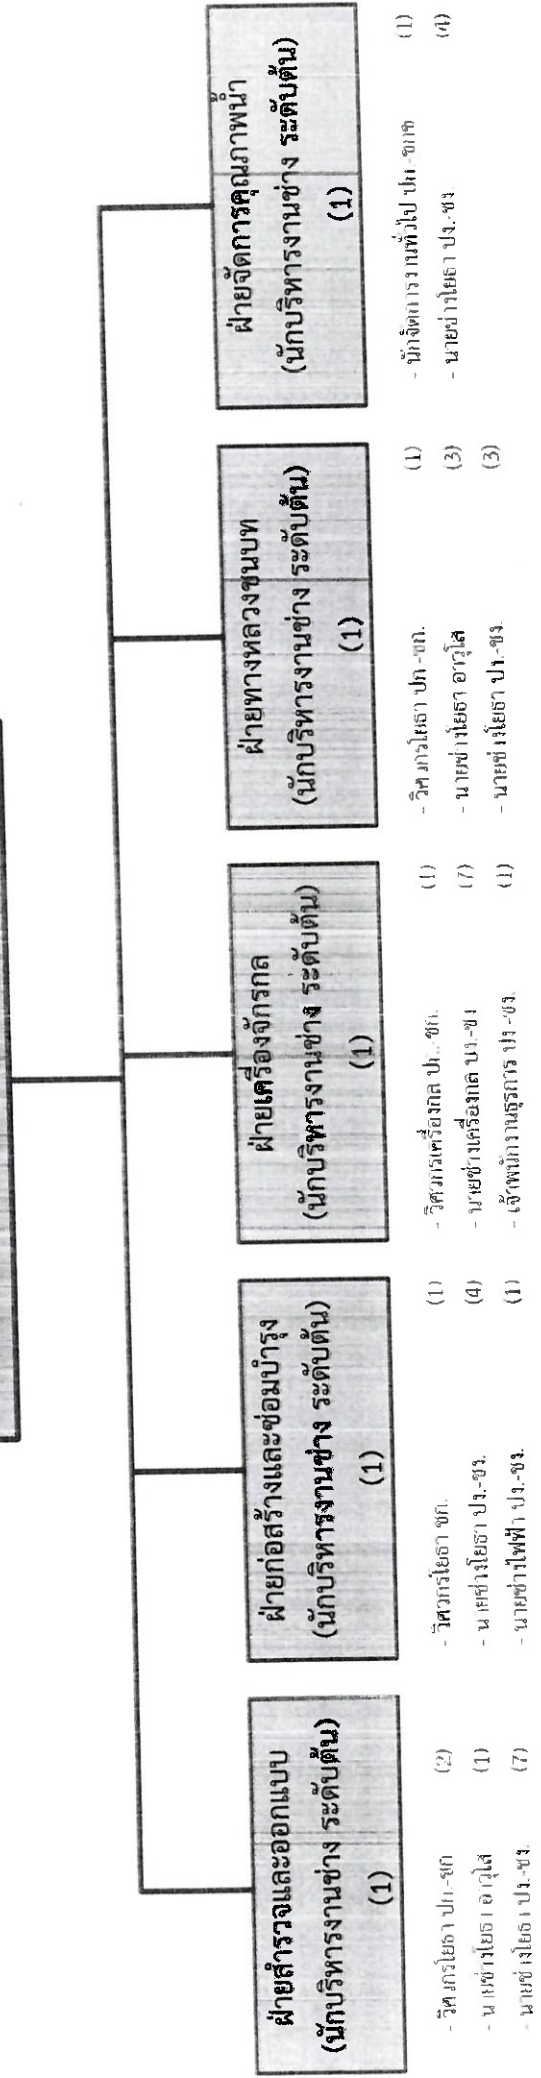 ฝ่ายสำรวจและออกแบบ
(นักบริหารงานช่าง ระดับต้น)
(1)
- วิศวกรโยธา ปก.-ชก (2)
- นายช่างโยธา อาวุโส (1)
- นายช่างโยธา ปง.-ชง. (7)
ฝ่ายก่อสร้างและซ่อมบำรุง
(นักบริหารงานช่าง ระดับต้น)
(1)
- วิศวกรโยธา ชก. (1)
- นายช่างโยธา ปง.-ชง. (4)
- นายช่างไฟฟ้า ปง.-ชง. (1)
ฝ่ายเครื่องจักรกล
(นักบริหารงานช่าง ระดับต้น)
(1)
- วิศวกรเครื่องกล ปก.-ชก. (1)
- นายช่างเครื่องกล ปง.-ชง (7)
- เจ้าพนักงานธุรการ ปง.-ชง. (1)
ฝ่ายทางหลวงชนบท
(นักบริหารงานช่าง ระดับต้น)
(1)
- วิศวกรโยธา ปก.-ชก. (1)
- นายช่างโยธา อาวุโส (3)
- นายช่างโยธา ปง.-ชง. (3)
ฝ่ายจัดการคุณภาพน้ำ
(นักบริหารงานช่าง ระดับต้น)
(1)
- นักจัดการงานทั่วไป (1)
- นายช่างโยธา ปง.-ชง (4)